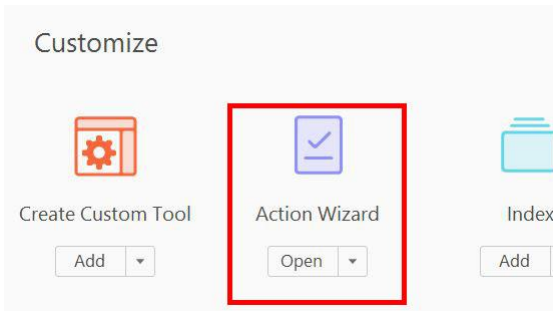 Customize
Create Custom Tool
Action Wizard
Index
Add
Open
Add